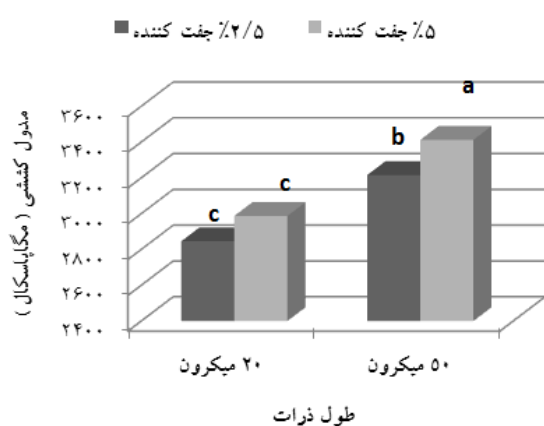 ۵٪ جفت کننده ۲/۵٪ جفت کننده
مدول کششی ( مگاپاسکال )
۳۶۰۰
۳۴۰۰
۳۲۰۰
۳۰۰۰
۲۸۰۰
۲۶۰۰
۲۴۰۰
c
c
b
a
۲۰ میکرون
۵۰ میکرون
طول ذرات